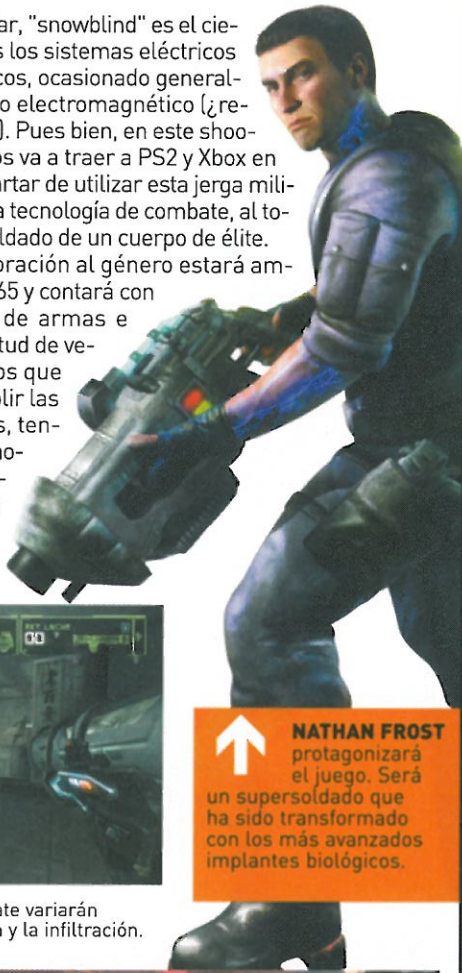 ar, "snowblind" es el cie-
s los sistemas eléctricos
cos, ocasionado general-
o electromagnético (¿re-
). Pues bien, en este shoo-
os va a traer a PS2 y Xbox en
artar de utilizar esta jerga mili-
a tecnología de combate, al to-
ldado de un cuerpo de élite.
oración al género estará am-
65 y contará con
de armas e
tud de ve-
os que
olir las
s, ten-
no-
NATHAN FROST
protagonizará
el juego. Será
un supersoldado que
ha sido transformado
con los más avanzados
implantes biológicos.
ate variarán
n y la infiltración.